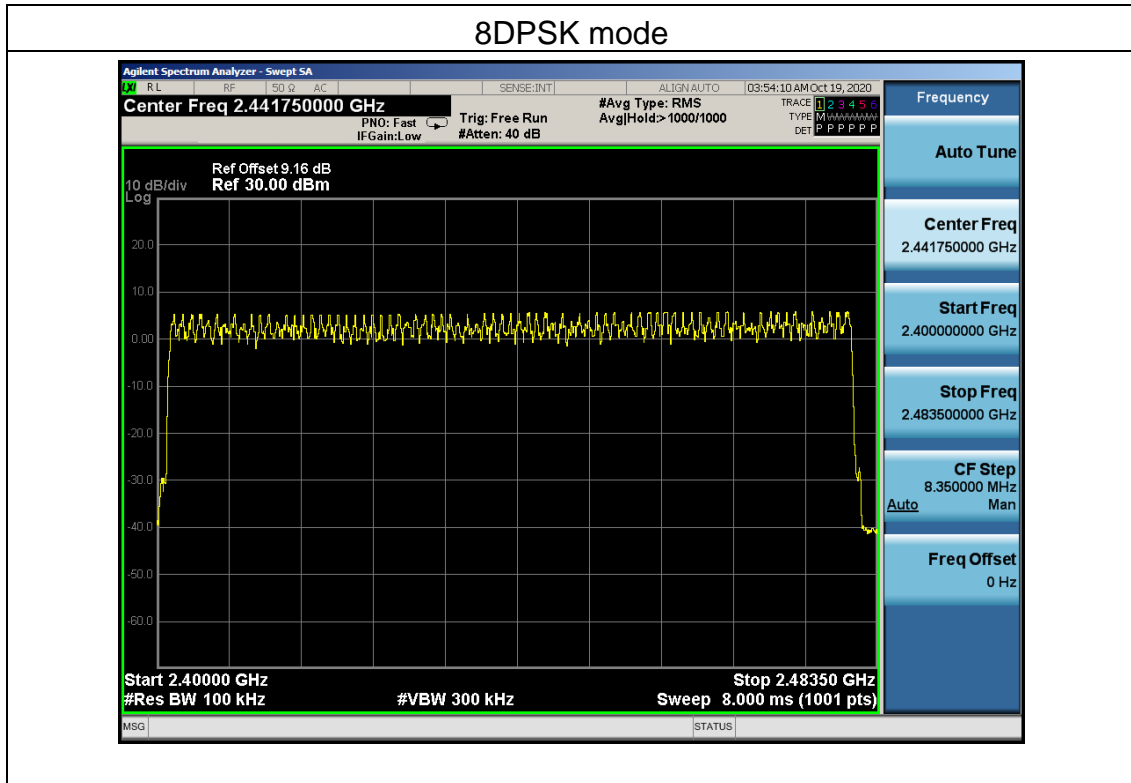 8DPSK mode
Agilent Spectrum Analyzer - Swept SA
LXI RL RF 50 Ω AC SENSE:INT ALIGN AUTO 03:54:10 AM Oct 19, 2020
Center Freq 2.441750000 GHz
PNO: Fast
IFGain:Low
Trig: Free Run
#Atten: 40 dB
#Avg Type: RMS
Avg|Hold:>1000/1000
TRACE 1 2 3 4 5 6
TYPE M W W W W W
DET P P P P P P
Frequency
Auto Tune
Center Freq
2.441750000 GHz
Start Freq
2.400000000 GHz
Stop Freq
2.483500000 GHz
CF Step
8.350000 MHz
Auto Man
Freq Offset
0 Hz
Ref Offset 9.16 dB
10 dB/div Ref 30.00 dBm
Log
20.0
10.0
0.00
-10.0
-20.0
-30.0
-40.0
-50.0
-60.0
Start 2.40000 GHz Stop 2.48350 GHz
#Res BW 100 kHz #VBW 300 kHz Sweep 8.000 ms (1001 pts)
MSG STATUS